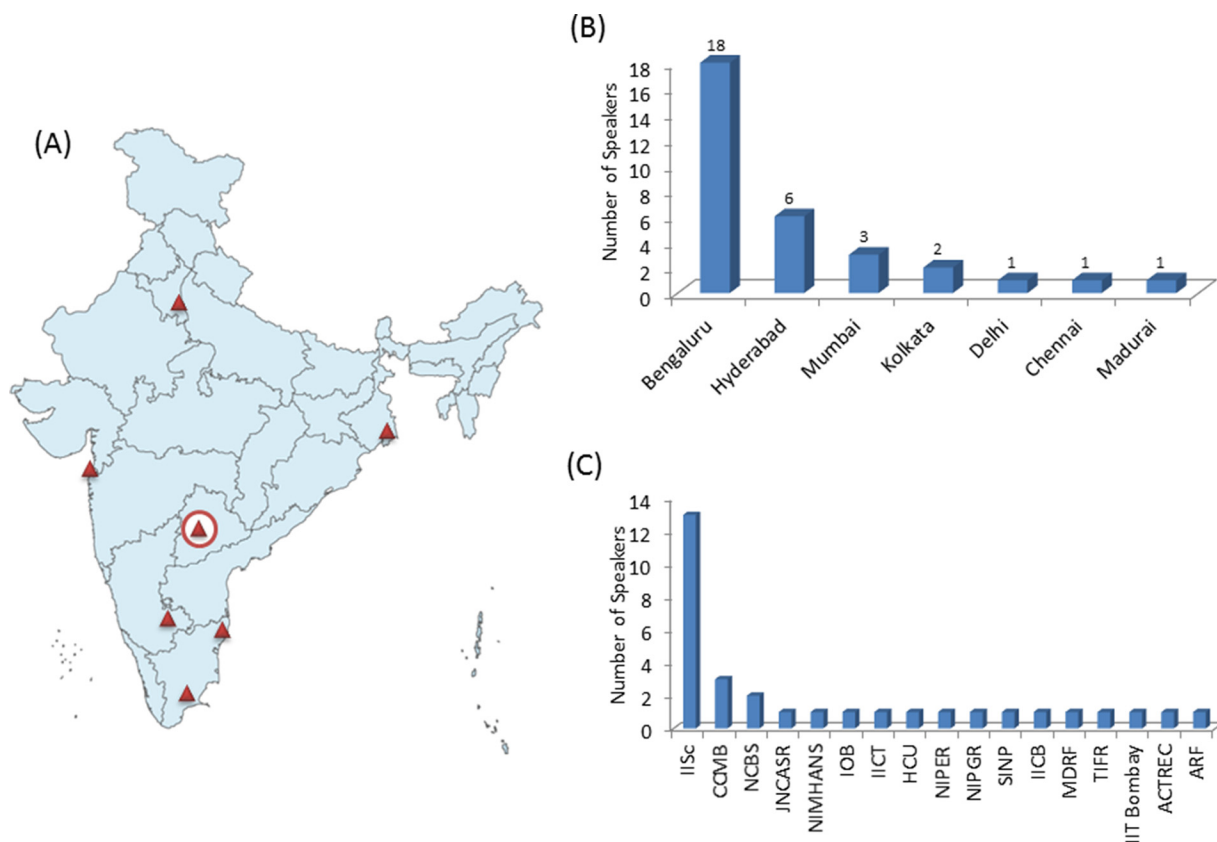 (A)
(B)
Number of Speakers
18
16
14
12
10
8
6
4
2
0
18
6
3
2
1
1
1
Bengaluru
Hyderabad
Mumbai
Kolkata
Delhi
Chennai
Madurai
(C)
Number of Speakers
14
12
10
8
6
4
2
0
IISc
CCMB
NCBS
JNCASR
NIMHANS
IOB
IICT
HCU
NIPER
NIPGR
SINP
IICB
MDRF
TIFR
IIT Bombay
ACTREC
ARF